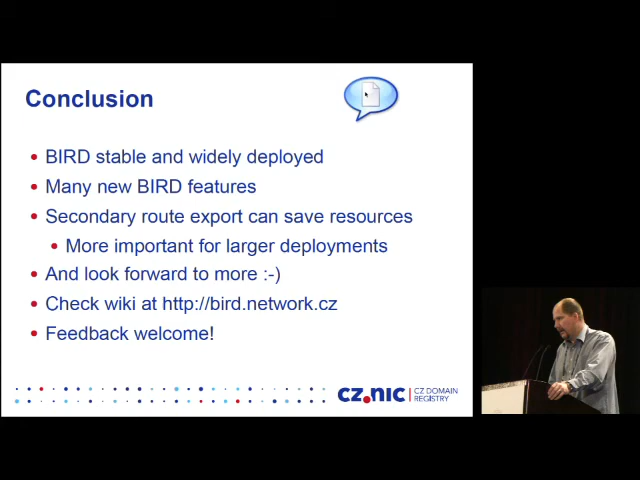 Conclusion
BIRD stable and widely deployed
Many new BIRD features
Secondary route export can save resources
More important for larger deployments
And look forward to more :-)
Check wiki at http://bird.network.cz
Feedback welcome!
CZ.NIC | CZ DOMAIN
REGISTRY